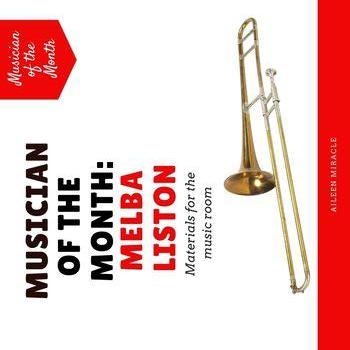 Musician
of the
Month
MUSICIAN
OF THE
MONTH:
MELBA
LISTON
Materials for the
music room
AILEEN MIRACLE